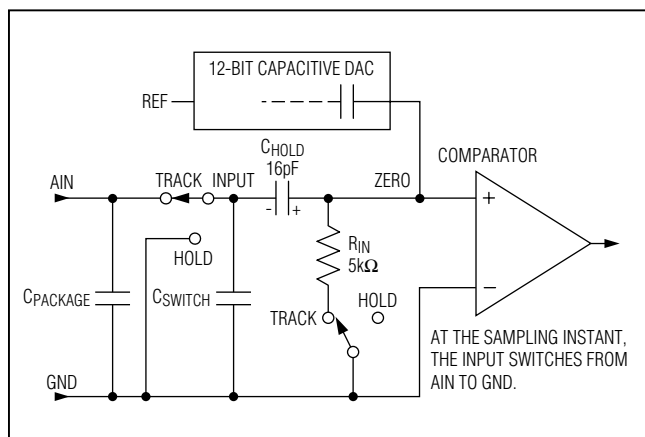 12-BIT CAPACITIVE DAC
REF
CHOLD
16pF
COMPARATOR
AIN
TRACK
INPUT
ZERO
- +
+
HOLD
RIN
5kΩ
CPACKAGE
CSWITCH
HOLD
−
TRACK
AT THE SAMPLING INSTANT,
THE INPUT SWITCHES FROM
AIN TO GND.
GND